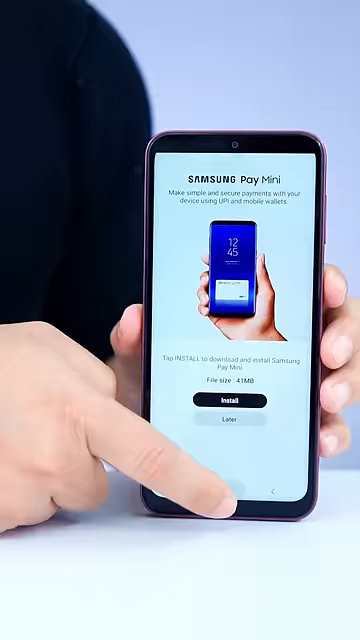 SAMSUNG Pay Mini
Make simple and secure payments with your
device using UPI and mobile wallets
12
45
Tap INSTALL to download and install Samsung
Pay Mini
File size : 41MB
Install
Later